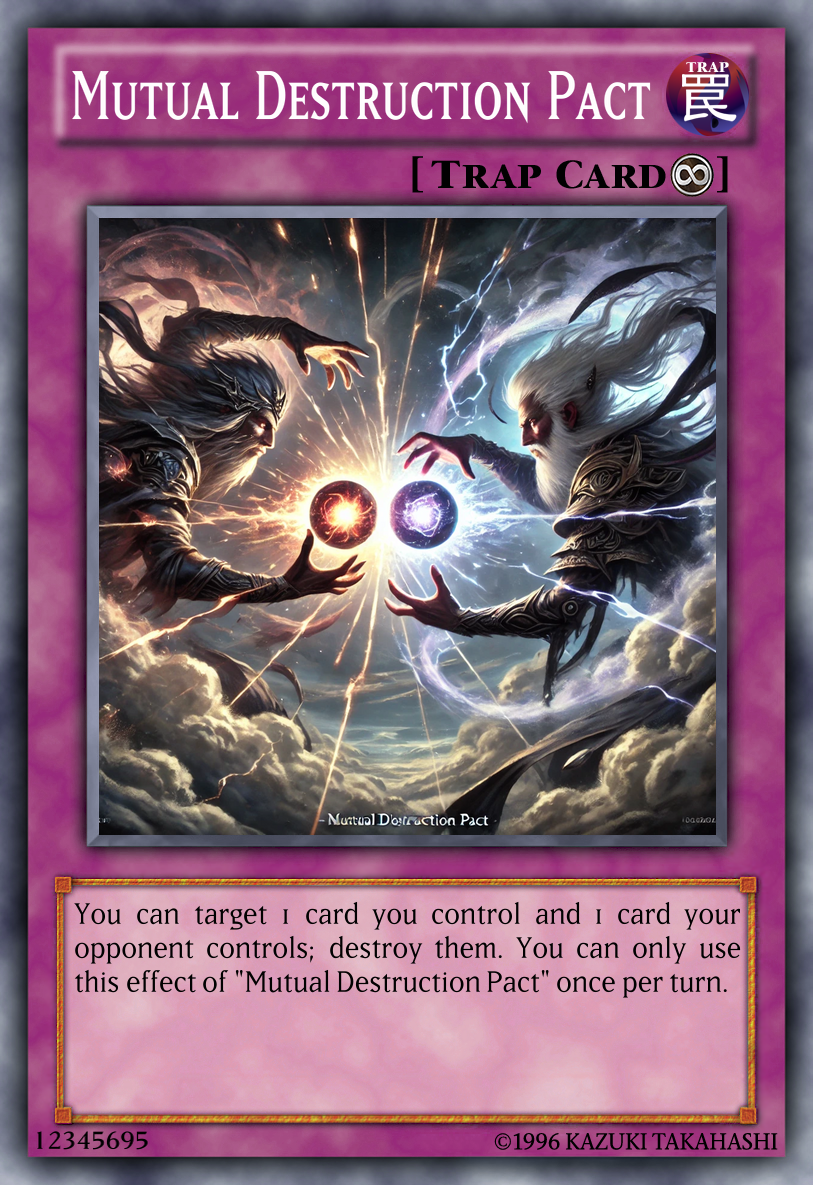 Mutual Destruction Pact
TRAP
罠
[TRAP CARD]
- Mutual D Pact
You can target 1 card you control and 1 card your
opponent controls; destroy them. You can only use
this effect of "Mutual Destruction Pact" once per turn.
12345695
©1996 KAZUKI TAKAHASHI